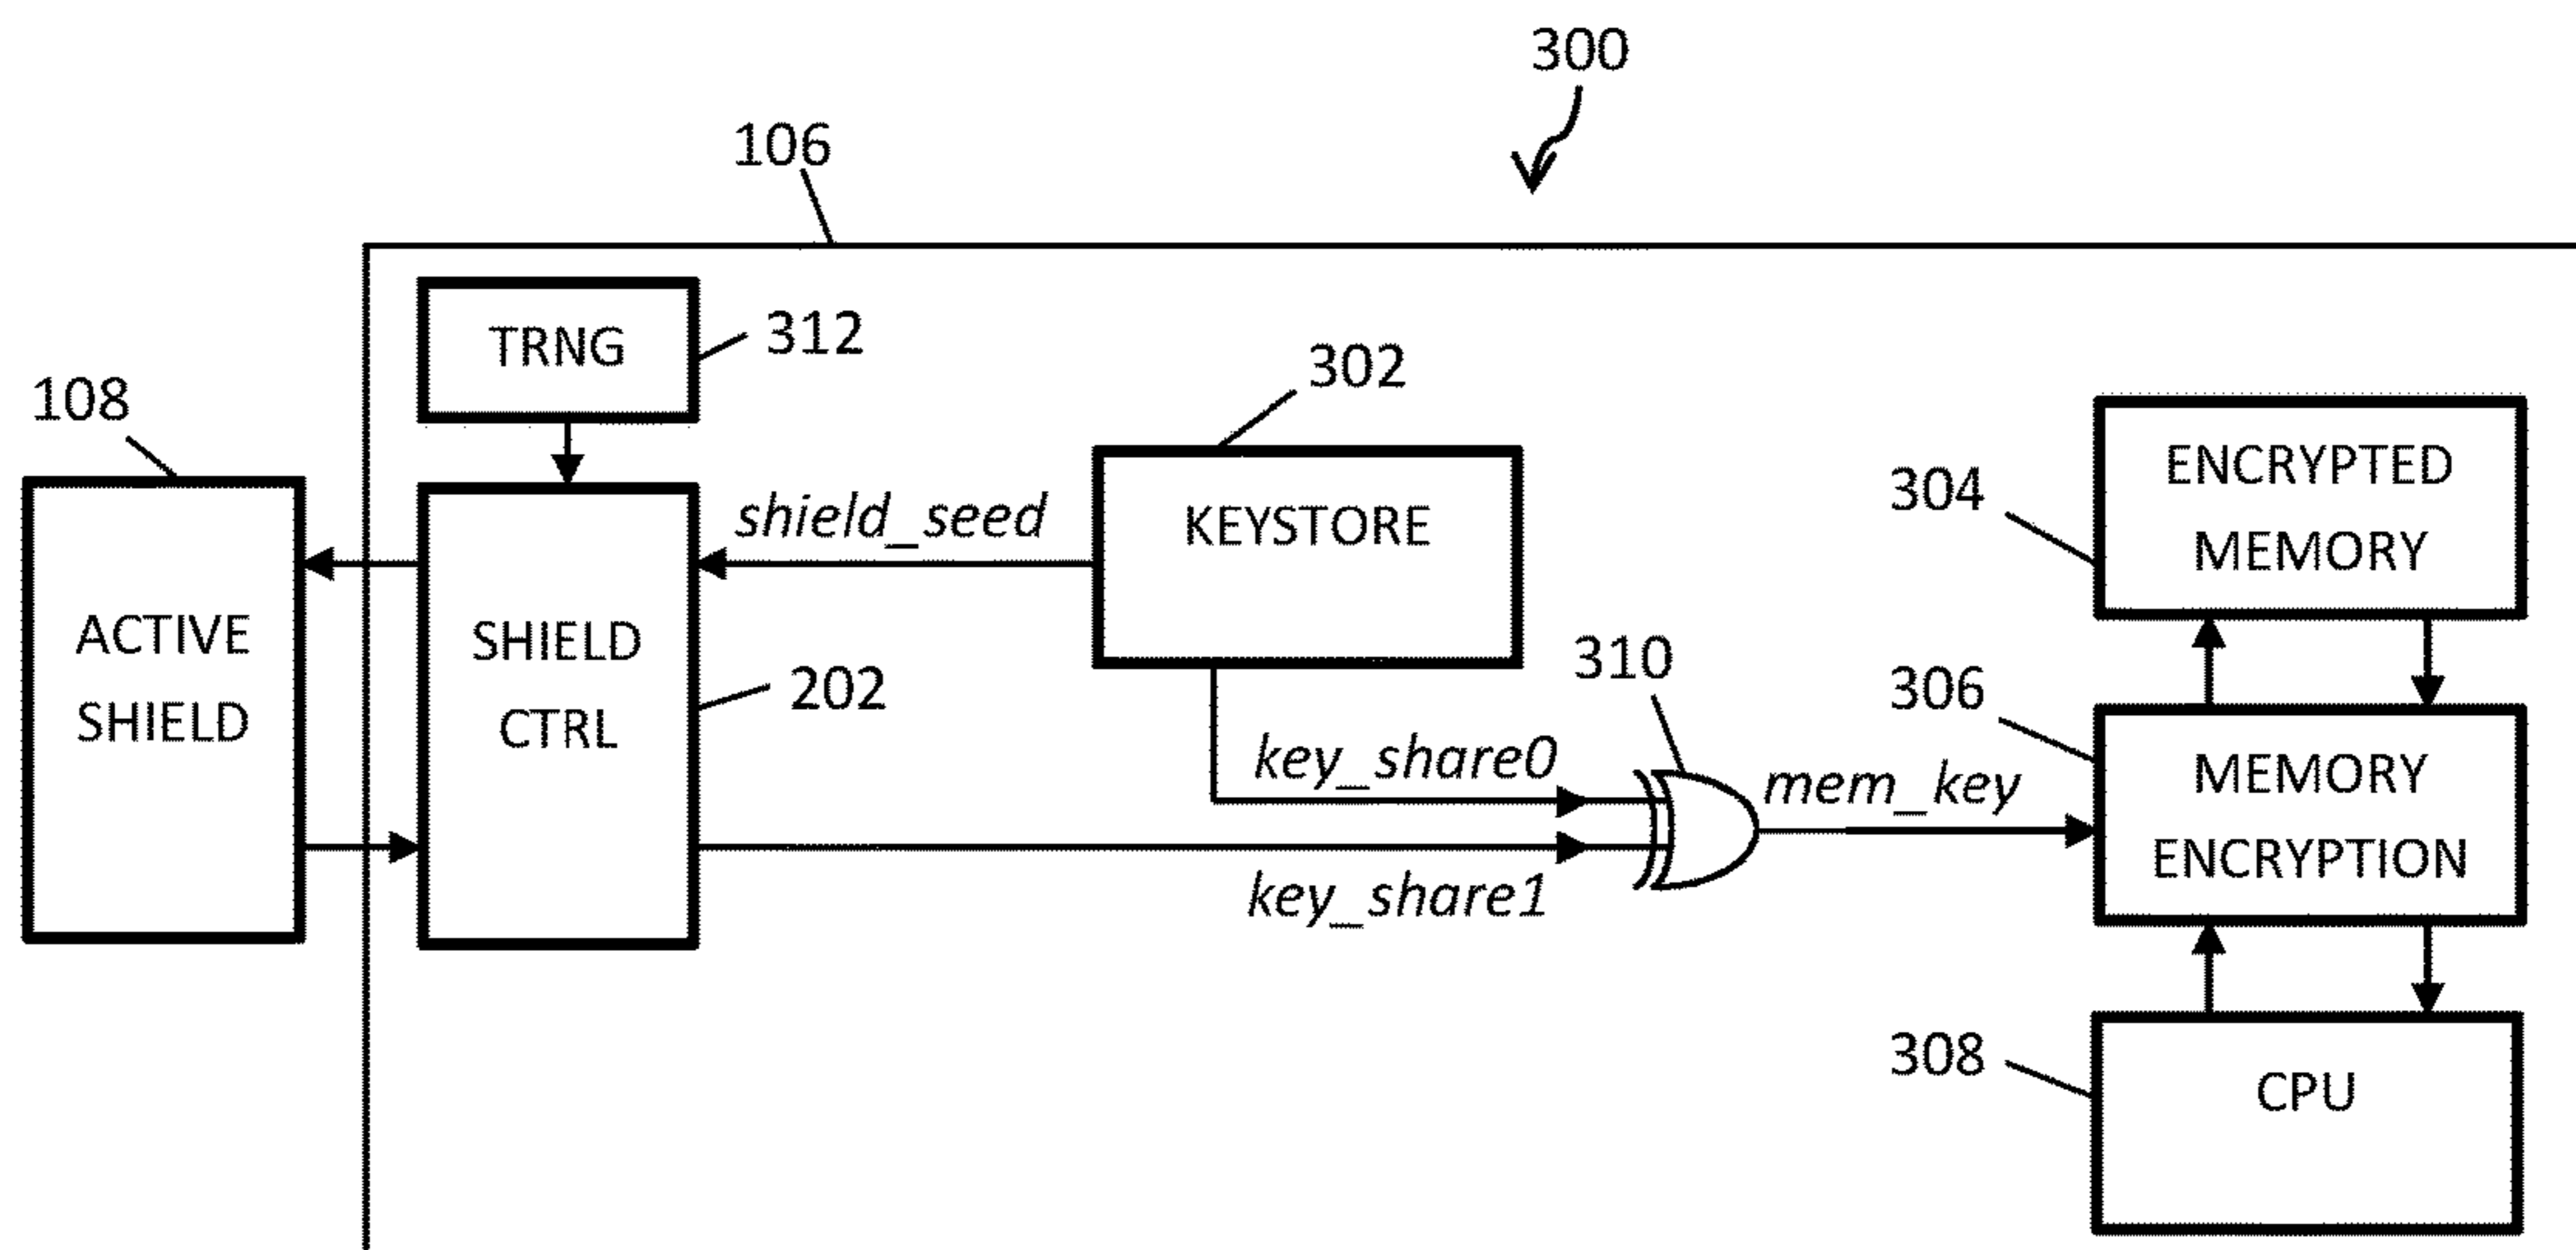 300
106
TRNG
312
302
108
ENCRYPTED
MEMORY
304
shield_seed
KEYSTORE
ACTIVE
SHIELD
SHIELD
CTRL
202
310
306
key_share0
mem_key
MEMORY
ENCRYPTION
key_share1
308
CPU